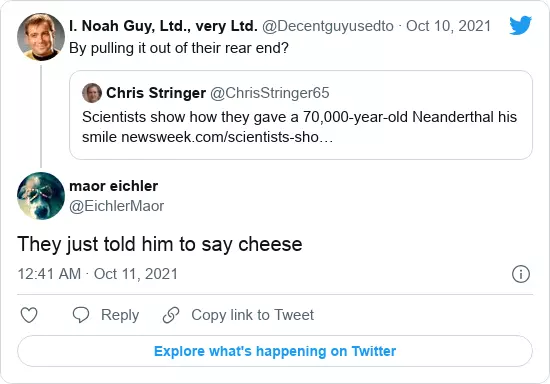 I. Noah Guy, Ltd., very Ltd. @Decentguyusedto · Oct 10, 2021
By pulling it out of their rear end?
Chris Stringer @ChrisStringer65
Scientists show how they gave a 70,000-year-old Neanderthal his
smile newsweek.com/scientists-sho…
maor eichler
@EichlerMaor
They just told him to say cheese
12:41 AM · Oct 11, 2021
Reply
Copy link to Tweet
Explore what's happening on Twitter